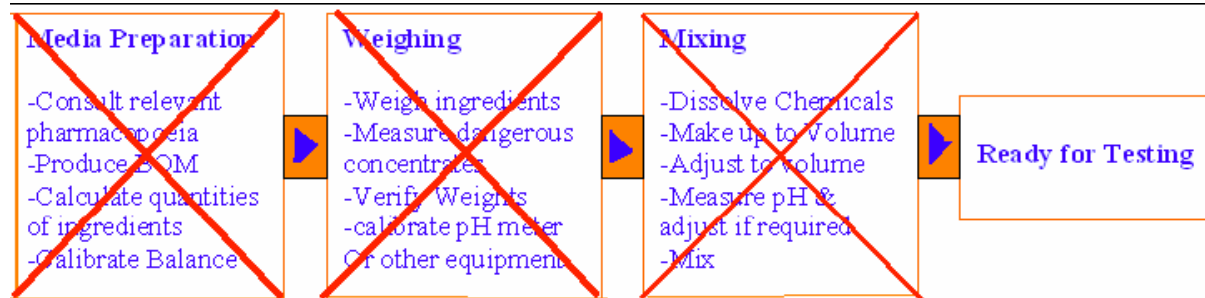 Media Preparation
-Consult relevant
pharmacopoeia
-Produce BOM
-Calculate quantities
of ingredients
-Calibrate Balance
Weighing
-Weigh ingredients
-Measure dangerous
concentrates
-Verify Weights
-calibrate pH meter
Or other equipment
Mixing
-Dissolve Chemicals
-Make up to Volume
-Adjust to volume
-Measure pH &
adjust if required
-Mix
Ready for Testing